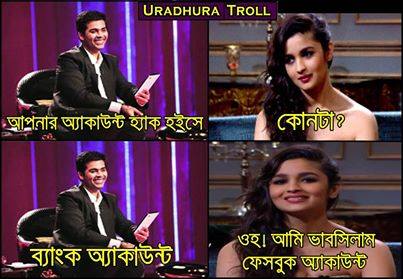 URADHURA TROLL
আপনার অ্যাকাউন্ট হ্যাক হইসে
কোনটা?
ব্যাংক অ্যাকাউন্ট
ওহ। আমি ভাবসিলাম
ফেসবুক অ্যাকাউন্ট